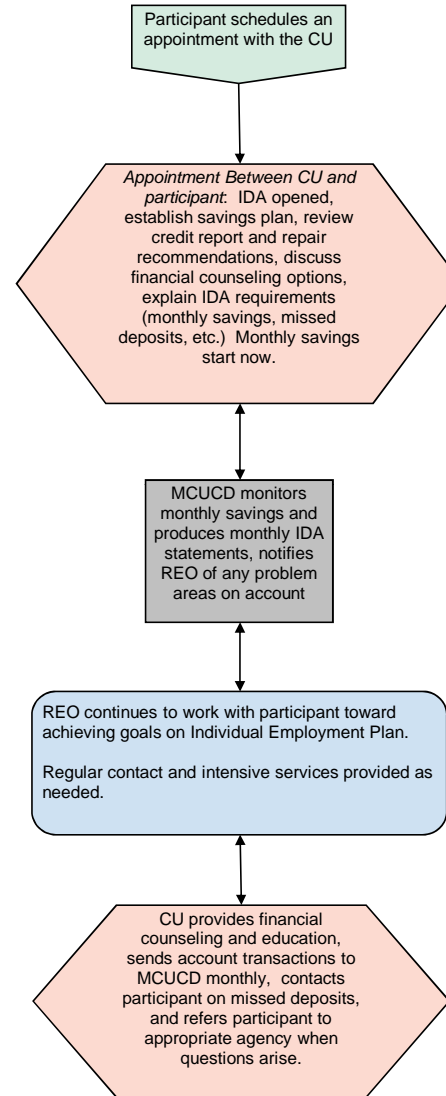 Participant schedules an
appointment with the CU
Appointment Between CU and
participant:  IDA opened,
establish savings plan, review
credit report and repair
recommendations, discuss
financial counseling options,
explain IDA requirements
(monthly savings, missed
deposits, etc.)  Monthly savings
start now.
MCUCD monitors
monthly savings and
produces monthly IDA
statements, notifies
REO of any problem
areas on account
REO continues to work with participant toward
achieving goals on Individual Employment Plan.
Regular contact and intensive services provided as
needed.
CU provides financial
counseling and education,
sends account transactions to
MCUCD monthly,  contacts
participant on missed deposits,
and refers participant to
appropriate agency when
questions arise.